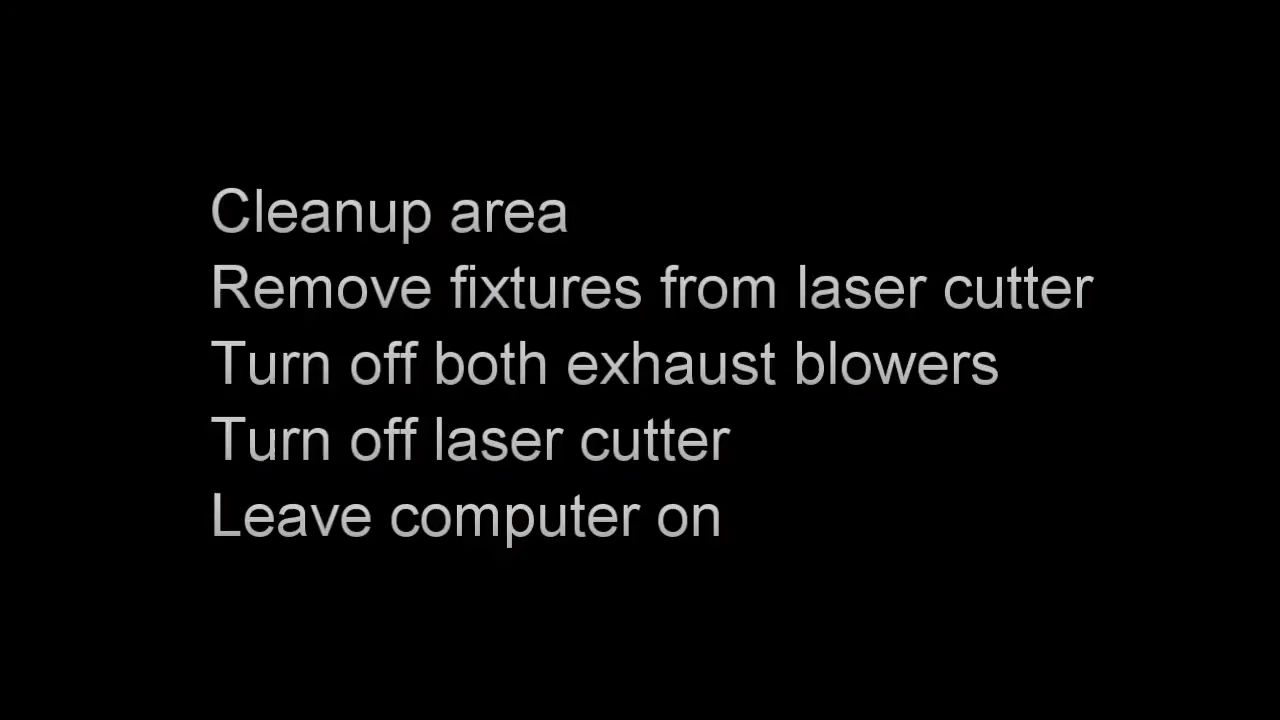 Cleanup area
Remove fixtures from laser cutter
Turn off both exhaust blowers
Turn off laser cutter
Leave computer on